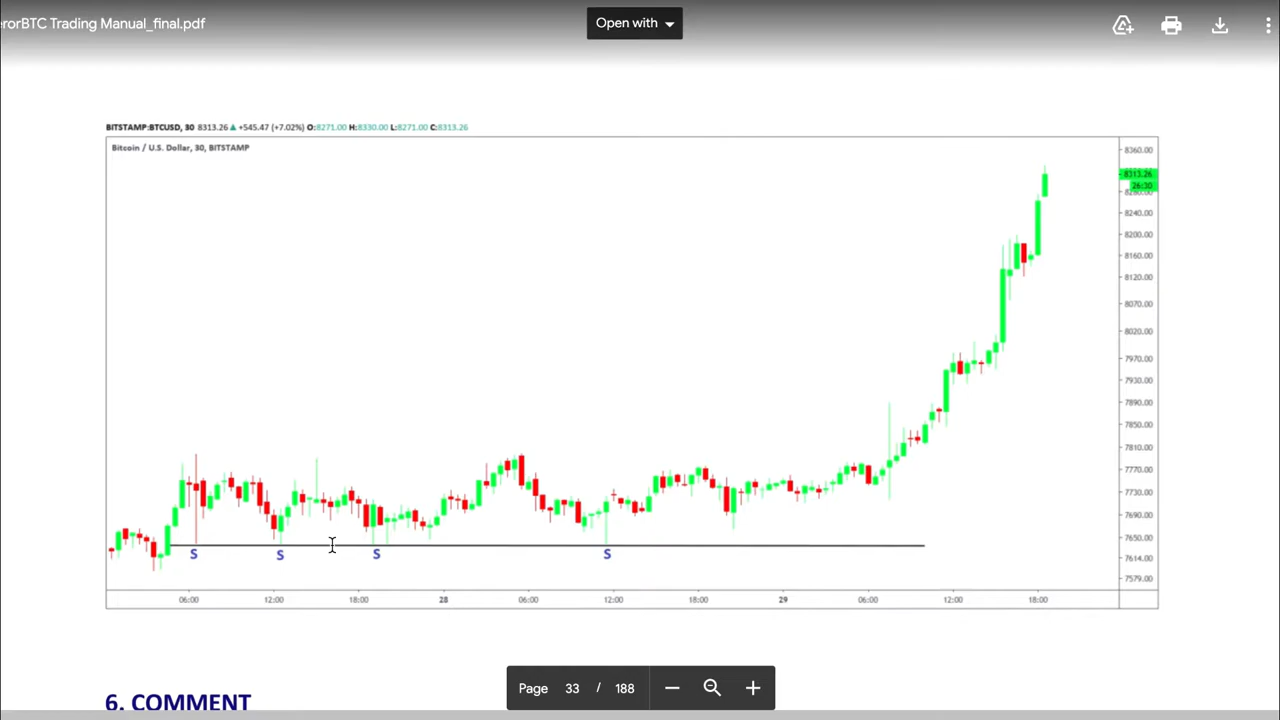 erorBTC Trading Manual_final.pdf
Open with
BITSTAMP:BTCUSD, 30 8313.26 ▲ +545.47 (+7.02%) O:8271.00 H:8330.00 L:8271.00 C:8313.26
Bitcoin / U.S. Dollar, 30, BITSTAMP
8360.00
8313.26
26:30
8280.00
8240.00
8200.00
8160.00
8120.00
8070.00
8020.00
7970.00
7930.00
7890.00
7850.00
7810.00
7770.00
7730.00
7690.00
7650.00
7614.00
7579.00
S S S S
06:00 12:00 18:00 28 06:00 12:00 18:00 29 06:00 12:00 18:00
6. COMMENT
Page 33 / 188